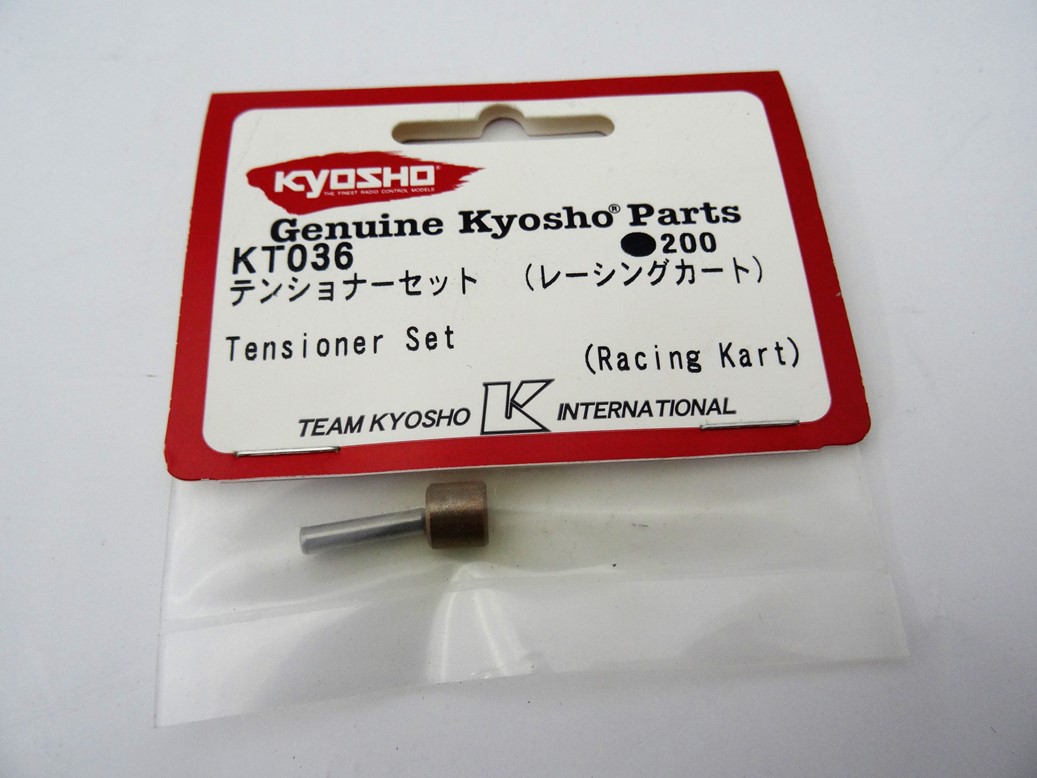 KYOSHO®
THE FINEST RADIO CONTROL MODELS
Genuine Kyosho® Parts
KT036 ●200
テンショナーセット （レーシングカート）
Tensioner Set (Racing Kart)
TEAM KYOSHO K INTERNATIONAL